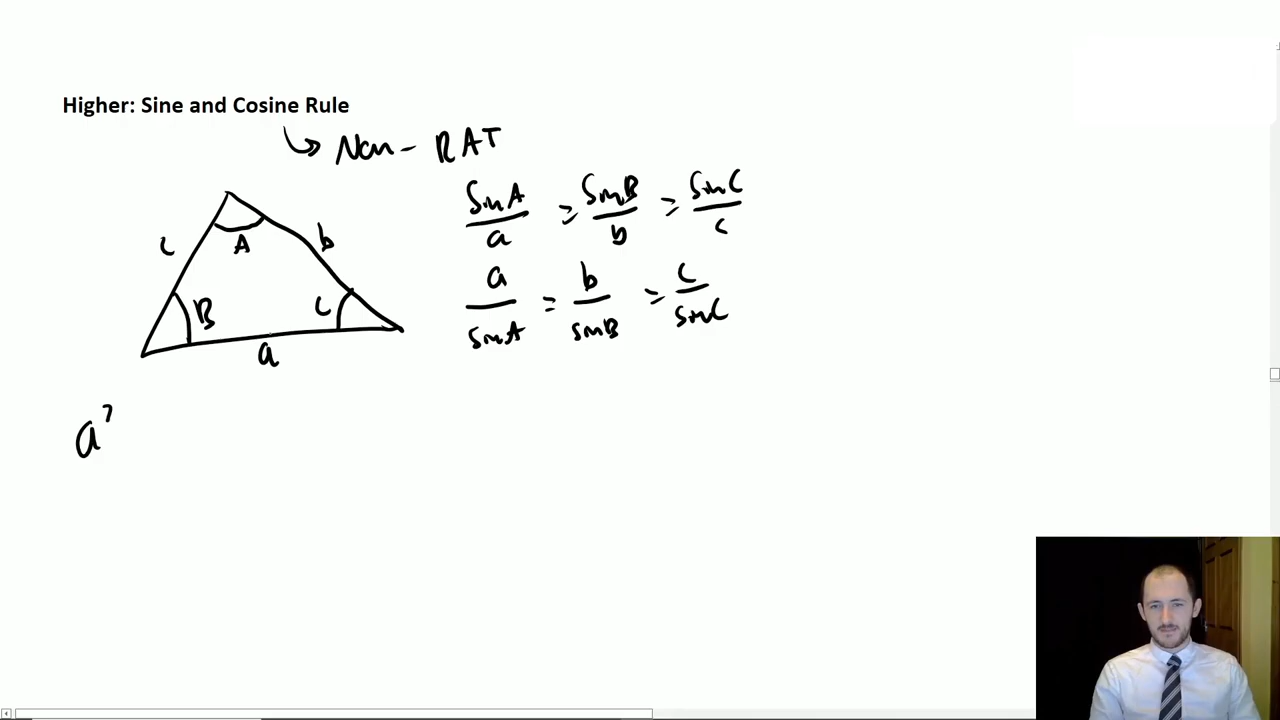 Higher: Sine and Cosine Rule
Non - RAT
sinA/a = sinB/b = sinC/c
a/sinA = b/sinB = c/sinC
c
A
b
B
C
a
a²